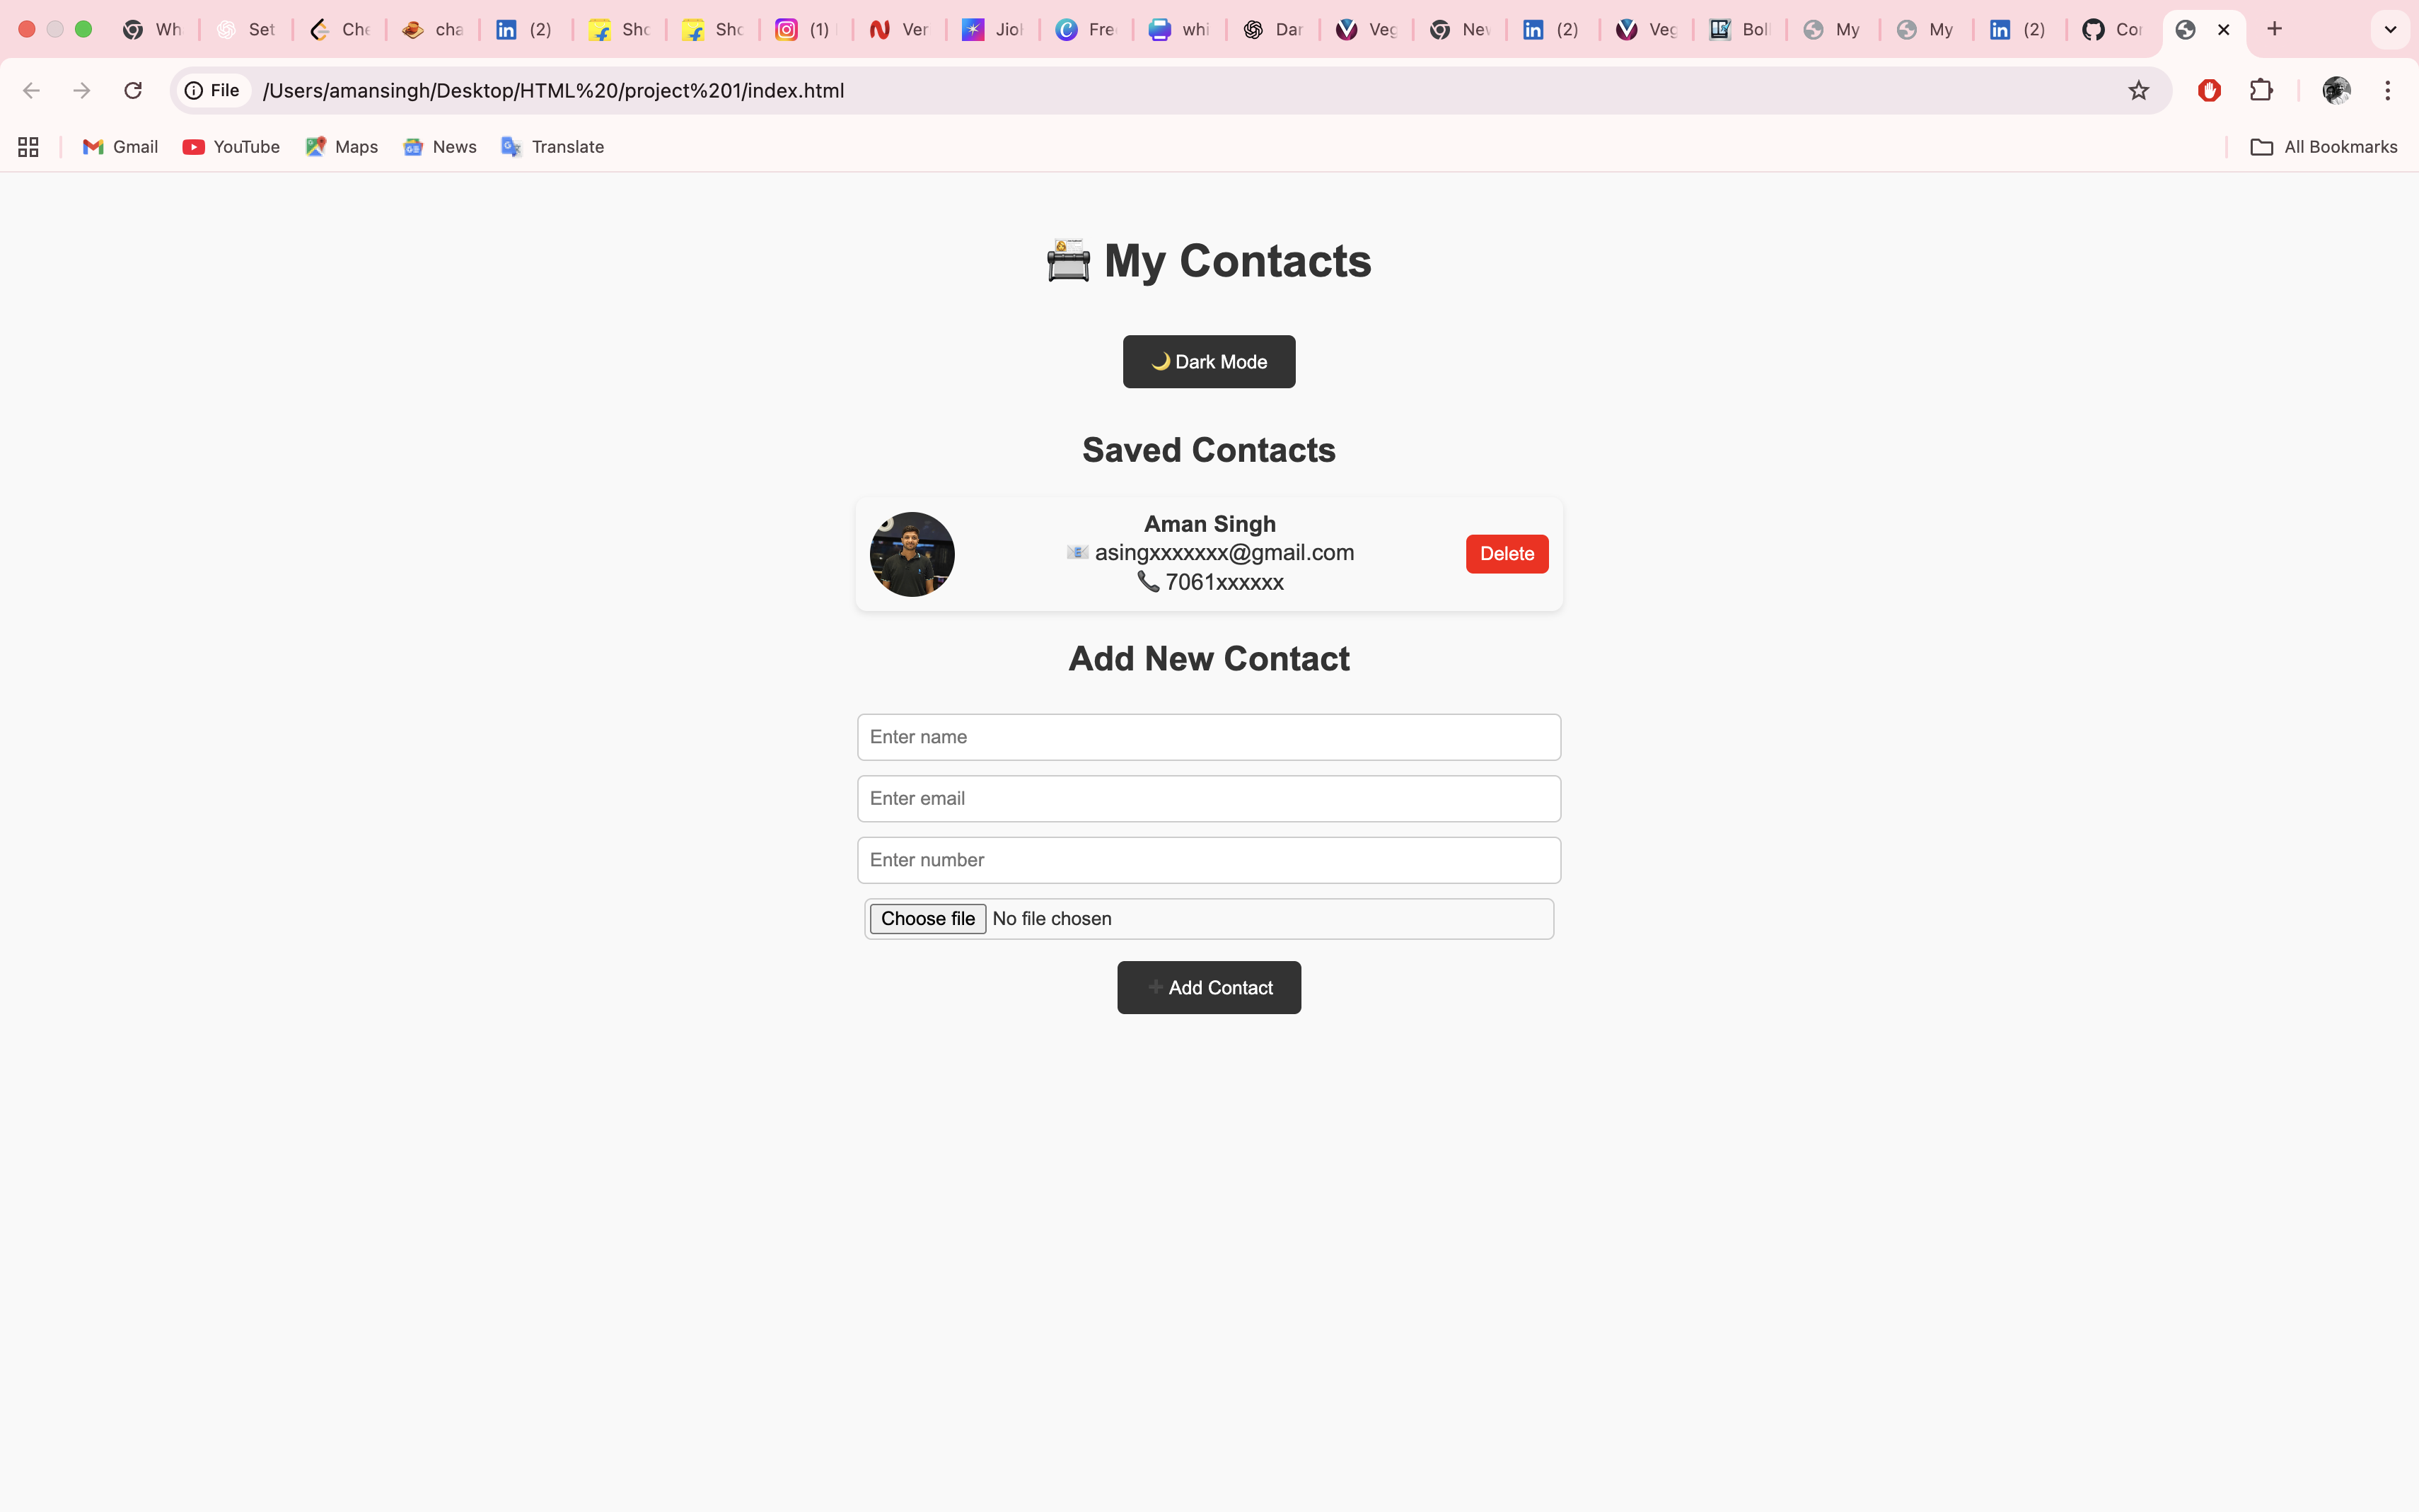 Wh
Set
Che
cha
(2)
Sho
Sho
(1)
Ver
Jio
Fre
whi
Dar
Veg
Nev
(2)
Veg
Boll
My
My
(2)
Cor
File
/Users/amansingh/Desktop/HTML%20/project%201/index.html
Gmail
YouTube
Maps
News
Translate
All Bookmarks
My Contacts
🌙 Dark Mode
Saved Contacts
Aman Singh
📧 asingxxxxxxx@gmail.com
📞 7061xxxxxx
Delete
Add New Contact
Enter name
Enter email
Enter number
Choose file No file chosen
➕ Add Contact